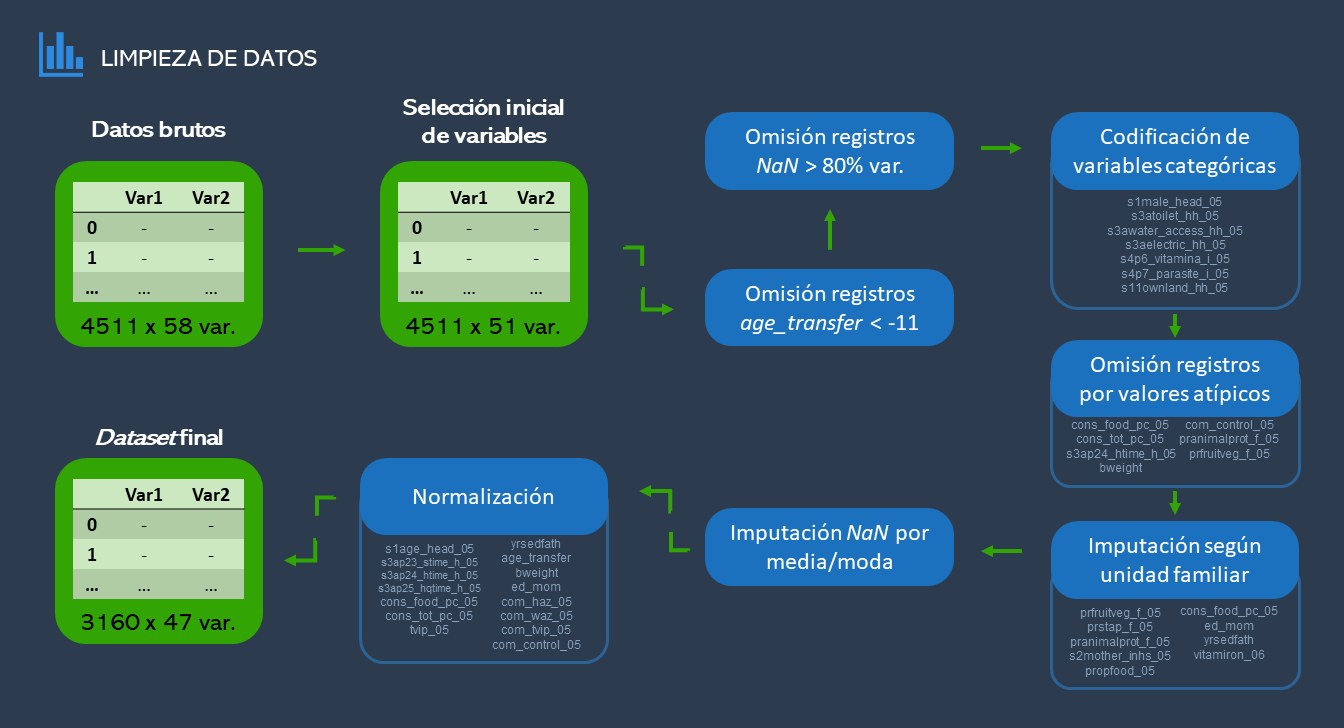 LIMPIEZA DE DATOS
Datos brutos
Var1 Var2
0 - -
1 - -
... ... ...
4511 x 58 var.
Selección inicial
de variables
Var1 Var2
0 - -
1 - -
... ... ...
4511 x 51 var.
Omisión registros
age_transfer < -11
Omisión registros
NaN > 80% var.
Codificación de
variables categóricas
s1male_head_05
s3atoilet_hh_05
s3awater_access_hh_05
s3aelectric_hh_05
s4p6_vitamina_i_05
s4p7_parasite_i_05
s11ownland_hh_05
Omisión registros
por valores atípicos
cons_food_pc_05
cons_tot_pc_05
s3ap24_htime_h_05
bweight
com_control_05
pranimalprot_f_05
prfruitveg_f_05
Imputación según
unidad familiar
prfruitveg_f_05
prstap_f_05
pranimalprot_f_05
s2mother_inhs_05
propfood_05
cons_food_pc_05
ed_mom
yrsedfath
vitamiron_06
Imputación NaN por
media/moda
Normalización
s1age_head_05
s3ap23_stime_h_05
s3ap24_htime_h_05
s3ap25_hqtime_h_05
cons_food_pc_05
cons_tot_pc_05
tvip_05
yrsedfath
age_transfer
bweight
ed_mom
com_haz_05
com_waz_05
com_tvip_05
com_control_05
Dataset final
Var1 Var2
0 - -
1 - -
... ... ...
3160 x 47 var.